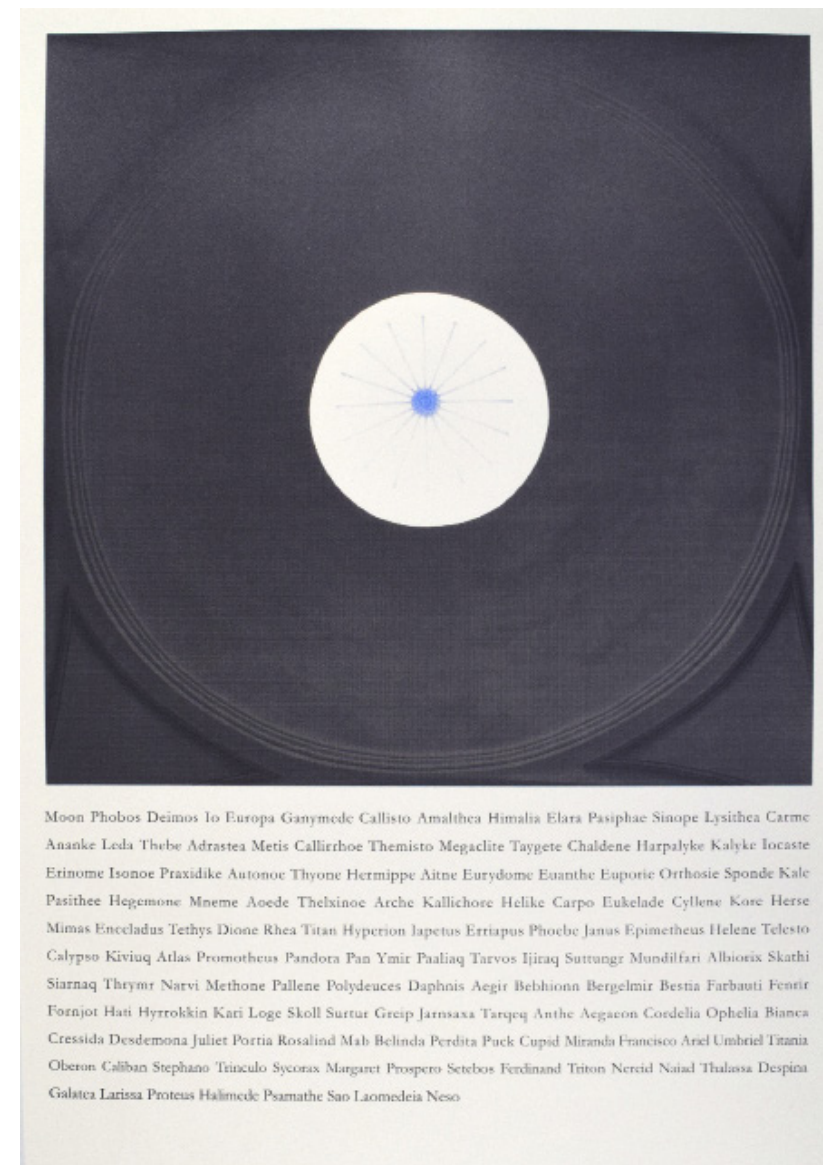 Moon Phobos Deimos Io Europa Ganymede Callisto Amalthea Himalia Elara Pasiphae Sinope Lysithea Carme
Ananke Leda Thebe Adrastea Metis Callirrhoe Themisto Megaclite Taygete Chaldene Harpalyke Kalyke Iocaste
Erinome Isonoe Praxidike Autonoe Thyone Hermippe Aitne Eurydome Euanthe Euporie Orthosie Sponde Kale
Pasithee Hegemone Mneme Aoede Thelxinoe Arche Kallichore Helike Carpo Eukelade Cyllene Kore Herse
Mimas Enceladus Tethys Dione Rhea Titan Hyperion Iapetus Erriapus Phoebe Janus Epimetheus Helene Telesto
Calypso Kiviuq Atlas Promotheus Pandora Pan Ymir Paaliaq Tarvos Ijiraq Suttungr Mundilfari Albiorix Skathi
Siarnaq Thrymr Narvi Methone Pallene Polydeuces Daphnis Aegir Bebhionn Bergelmir Bestia Farbauti Fenrir
Fornjot Hati Hyrrokkin Kari Loge Skoll Surtur Greip Jarnsaxa Tarqeq Anthe Aegaeon Cordelia Ophelia Bianca
Cressida Desdemona Juliet Portia Rosalind Mab Belinda Perdita Puck Cupid Miranda Francisco Ariel Umbriel Titania
Oberon Caliban Stephano Trinculo Sycorax Margaret Prospero Setebos Ferdinand Triton Nereid Naiad Thalassa Despina
Galatea Larissa Proteus Halimede Psamathe Sao Laomedeia Neso